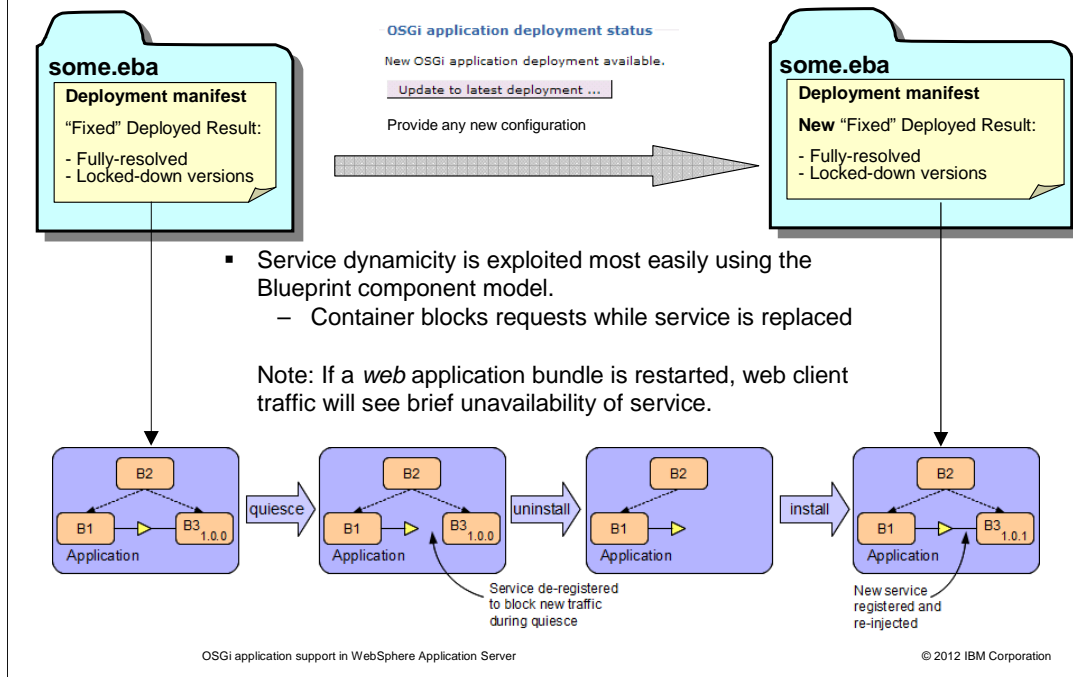 some.eba
Deployment manifest
“Fixed” Deployed Result:
- Fully-resolved
- Locked-down versions
OSGi application deployment status
New OSGi application deployment available.
Update to latest deployment ...
Provide any new configuration
some.eba
Deployment manifest
New “Fixed” Deployed Result:
- Fully-resolved
- Locked-down versions
▪ Service dynamicity is exploited most easily using the
Blueprint component model.
– Container blocks requests while service is replaced
Note: If a web application bundle is restarted, web client
traffic will see brief unavailability of service.
B2
B1
B3 1.0.0
Application
quiesce
B2
B1
B3 1.0.0
Application
uninstall
B2
B1
Application
install
B2
B1
B3 1.0.1
Application
Service de-registered
to block new traffic
during quiesce
New service
registered and
re-injected
OSGi application support in WebSphere Application Server
© 2012 IBM Corporation